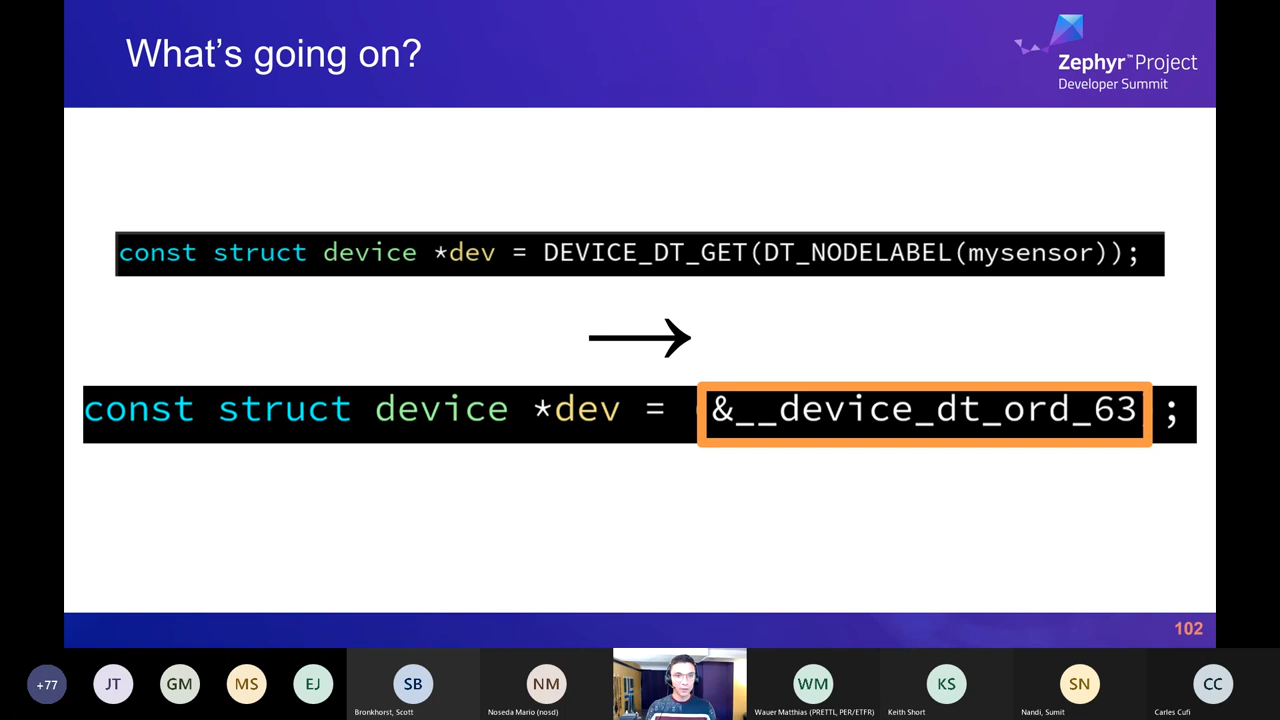 What's going on?
Zephyr™Project
Developer Summit
const struct device *dev = DEVICE_DT_GET(DT_NODELABEL(mysensor));
→
const struct device *dev = &__device_dt_ord_63 ;
102
+77
JT
GM
MS
EJ
SB
NM
WM
KS
SN
CC
Bronkhorst, Scott
Noseda Mario (nosd)
Wauer Matthias (PRETTL, PER/ETFR)
Keith Short
Nandi, Sumit
Carles Cufi